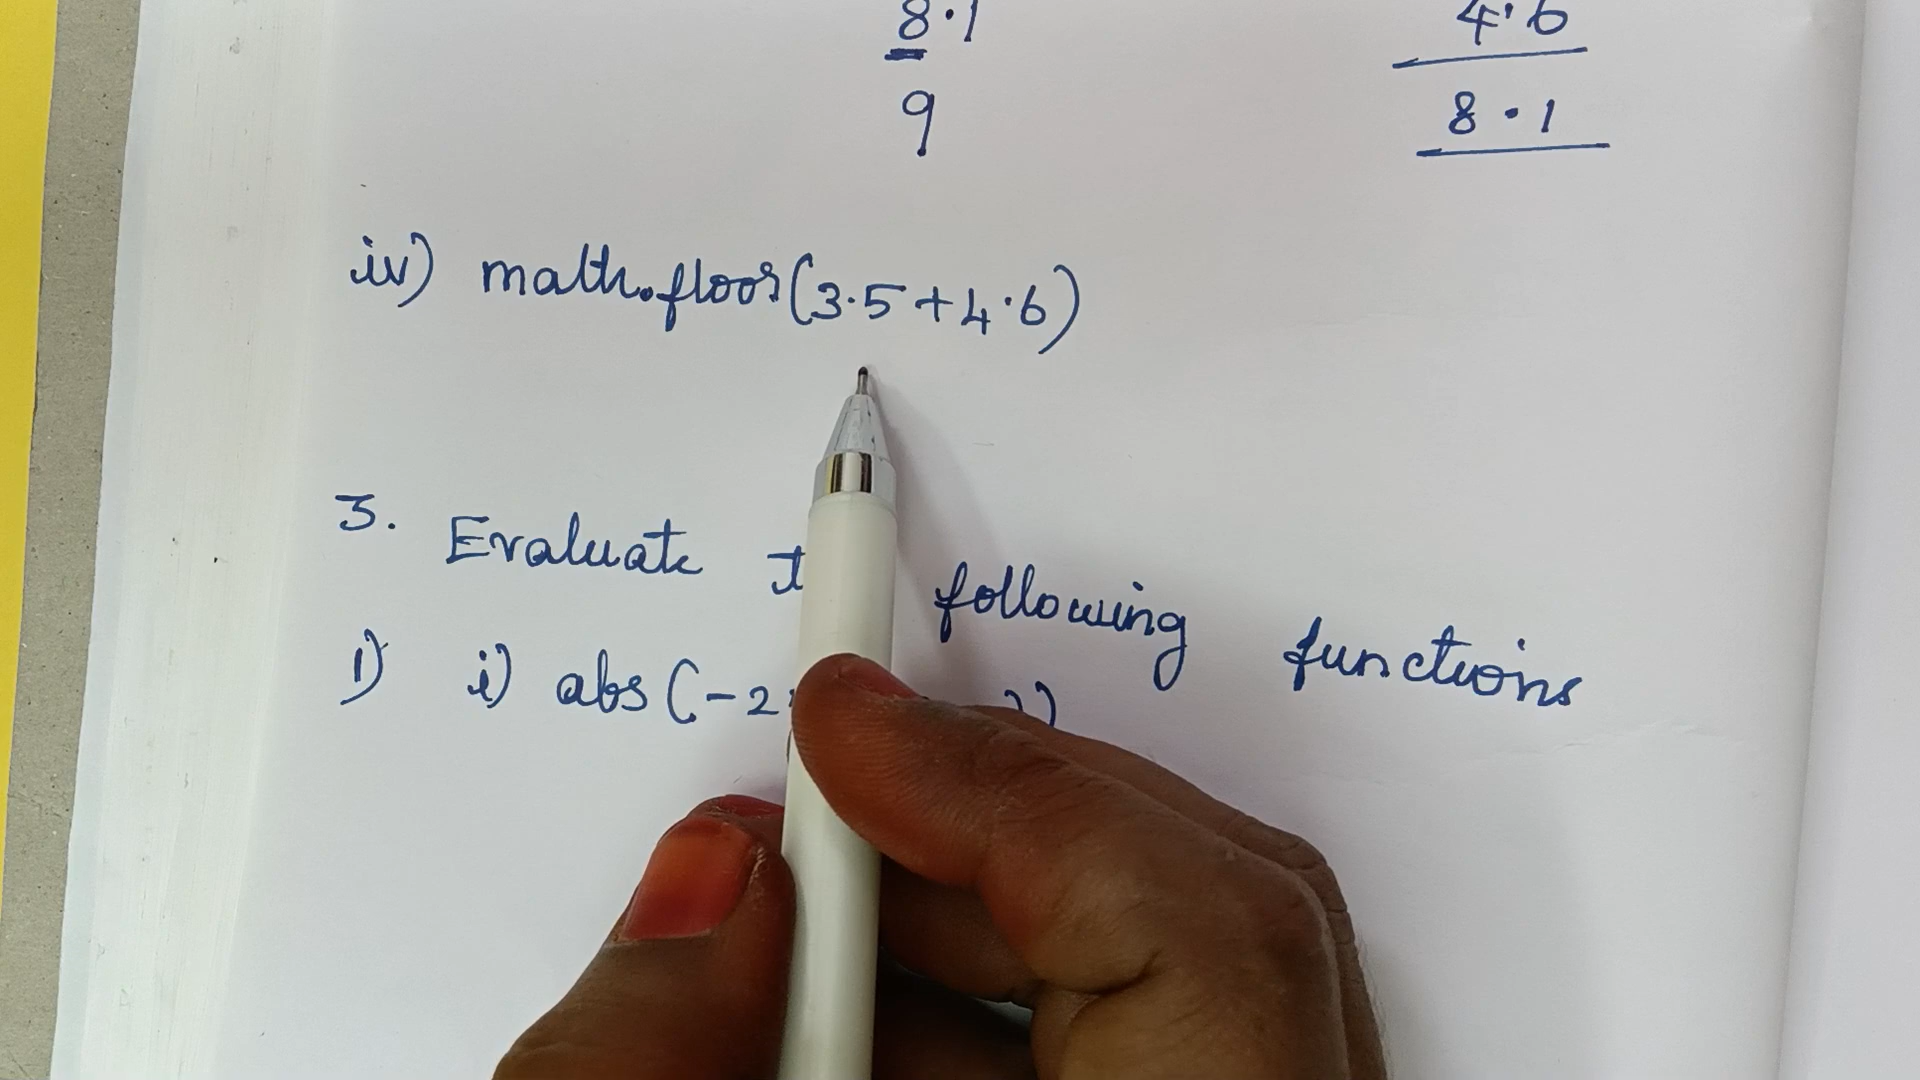 8.1 4.6
9 8.1
iv) math.floor(3.5+4.6)
3. Evaluate following functions
1) i) abs(-2